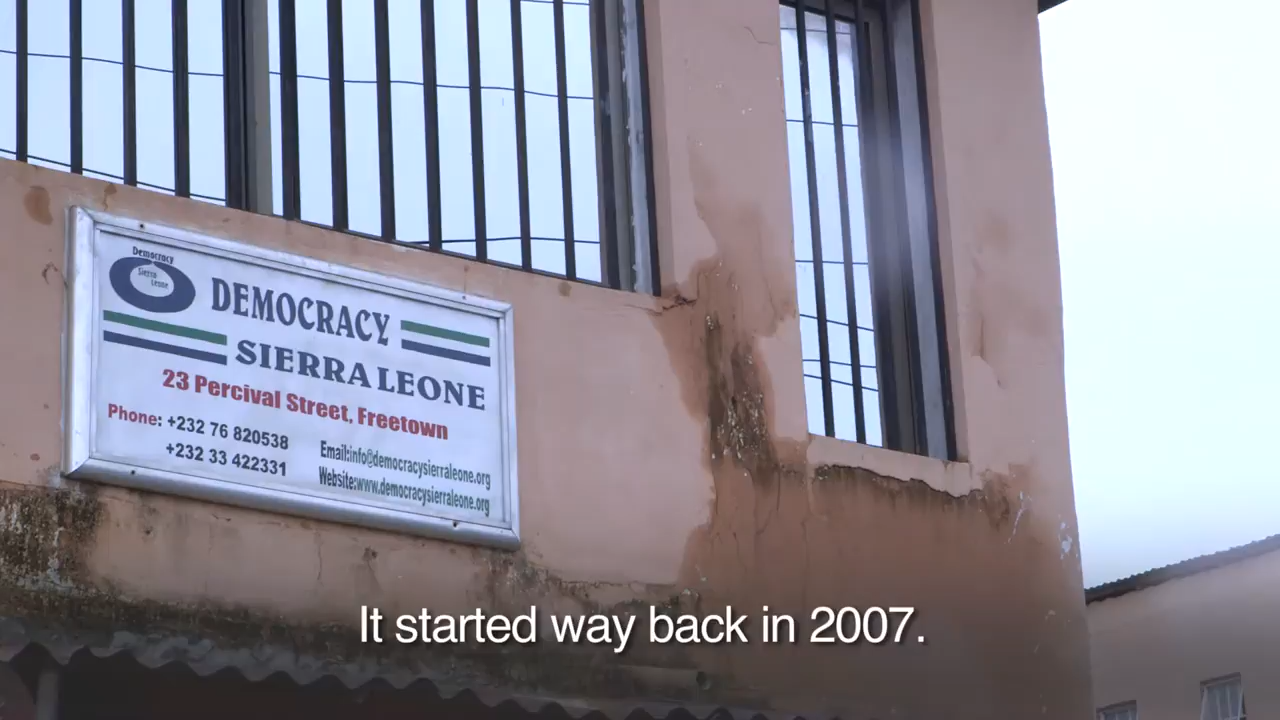 Democracy
Sierra
Leone
DEMOCRACY
SIERRA LEONE
23 Percival Street, Freetown
Phone: +232 76 820538
+232 33 422331
Email:info@democracysierraleone.org
Website:www.democracysierraleone.org
It started way back in 2007.